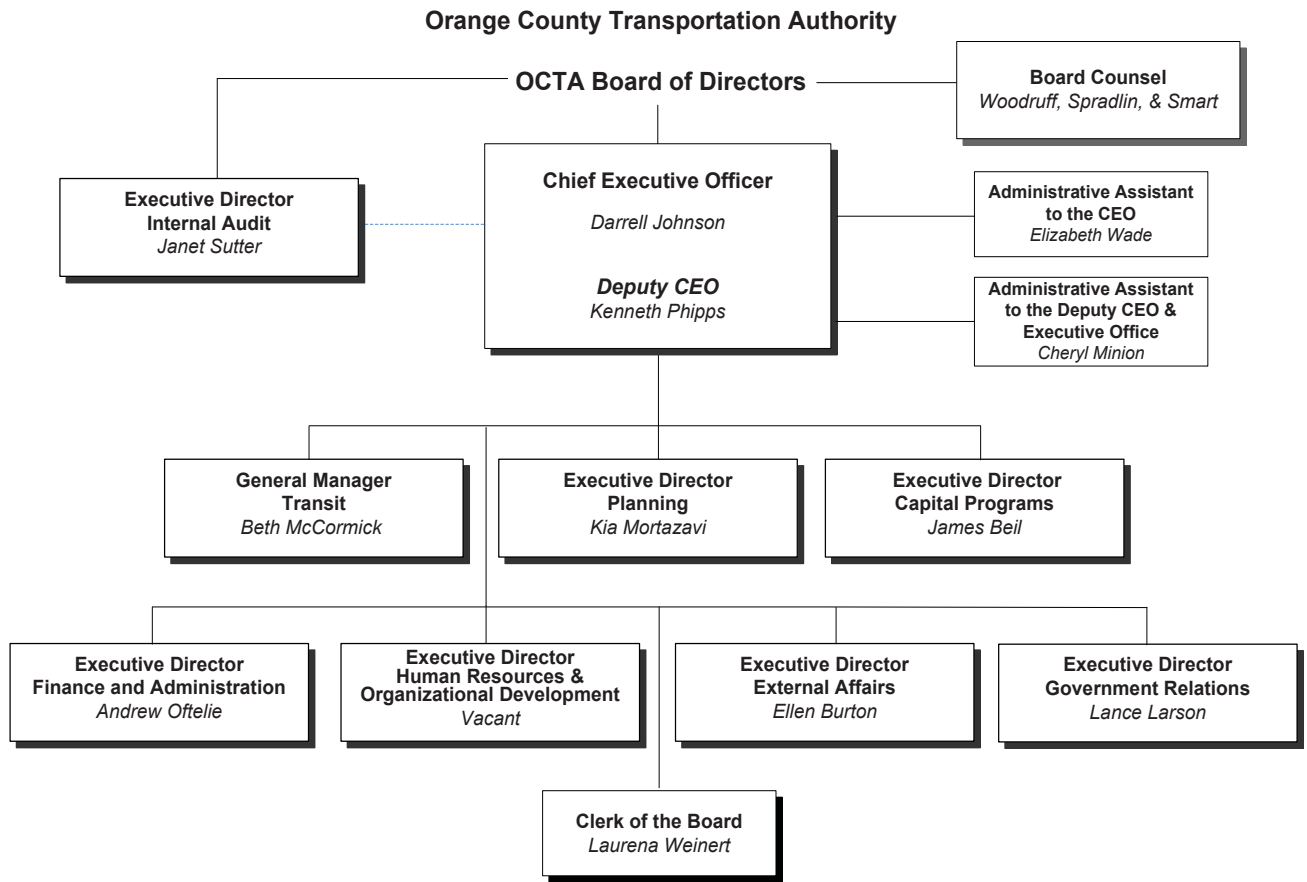 Orange County Transportation Authority
OCTA Board of Directors
Board Counsel
Woodruff, Spradlin, & Smart
Executive Director
Internal Audit
Janet Sutter
Chief Executive Officer
Darrell Johnson
Deputy CEO
Kenneth Phipps
Administrative Assistant
to the CEO
Elizabeth Wade
Administrative Assistant
to the Deputy CEO &
Executive Office
Cheryl Minion
General Manager
Transit
Beth McCormick
Executive Director
Planning
Kia Mortazavi
Executive Director
Capital Programs
James Beil
Executive Director
Finance and Administration
Andrew Oftelie
Executive Director
Human Resources &
Organizational Development
Vacant
Executive Director
External Affairs
Ellen Burton
Executive Director
Government Relations
Lance Larson
Clerk of the Board
Laurena Weinert